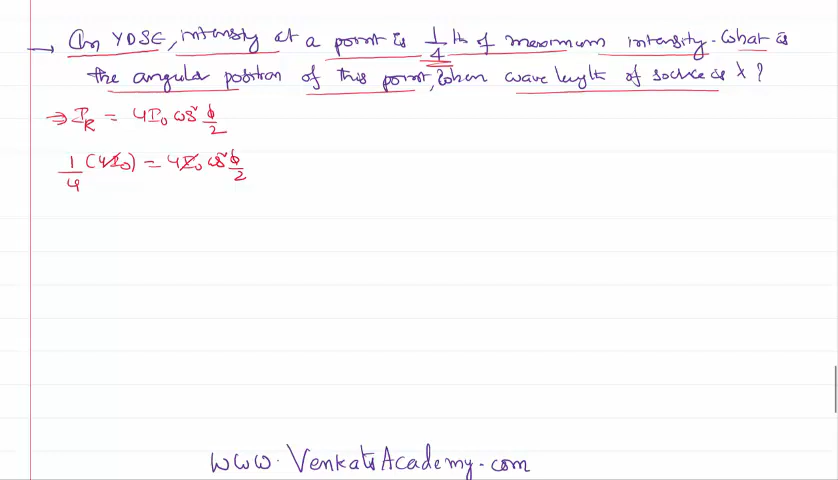 → In YDSE, intensity at a point is 1/4 th of maximum intensity. What is
the angular position of this point, when wave length of source is λ?
⇒ I_R = 4I₀ cos² ϕ/2
1/4 (4I₀) = 4I₀ cos² ϕ/2
www.VenkatsAcademy.com